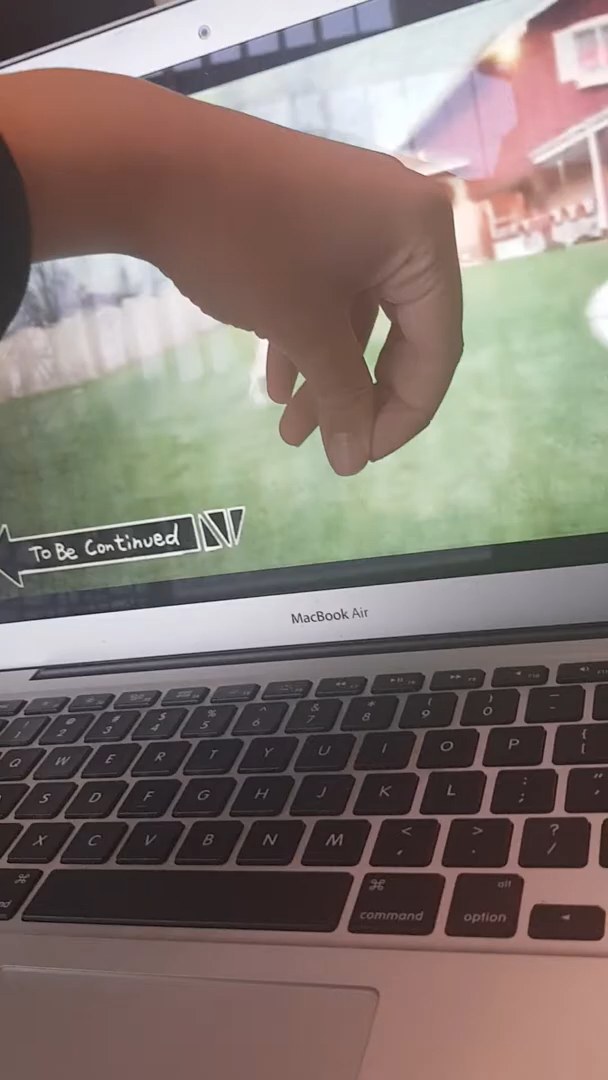 To Be Continued
MacBook Air
& ^ % $ # @
1 2 3 4 5 6 7 8 9 0
Q W E R T Y U I O P
S D F G H J K L
X C V B N M < , > . ? /
⌘ alt
command option